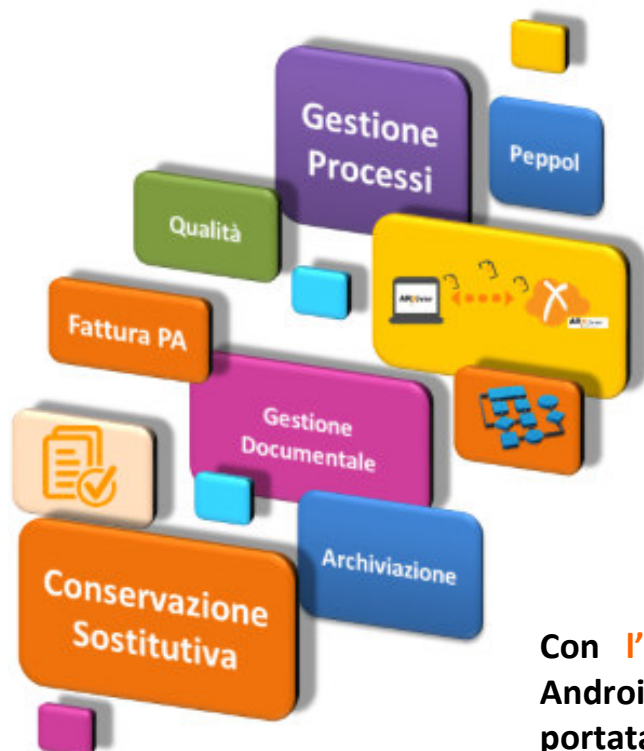 Gestione
Processi
Peppol
Qualità
Fattura PA
Gestione
Documentale
Archiviazione
Conservazione
Sostitutiva
Con l’
Androi
portata